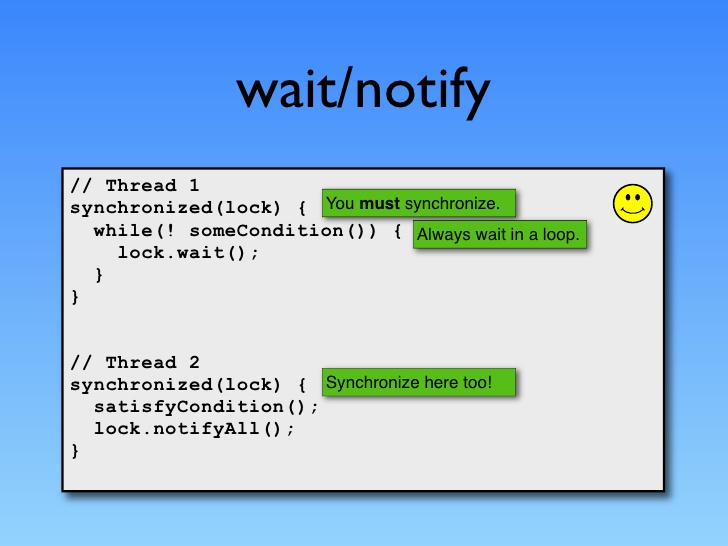 wait/notify
// Thread 1
synchronized(lock) { You must synchronize.
while(! someCondition()) { Always wait in a loop.
lock.wait();
}
}
// Thread 2
synchronized(lock) { Synchronize here too!
satisfyCondition();
lock.notifyAll();
}